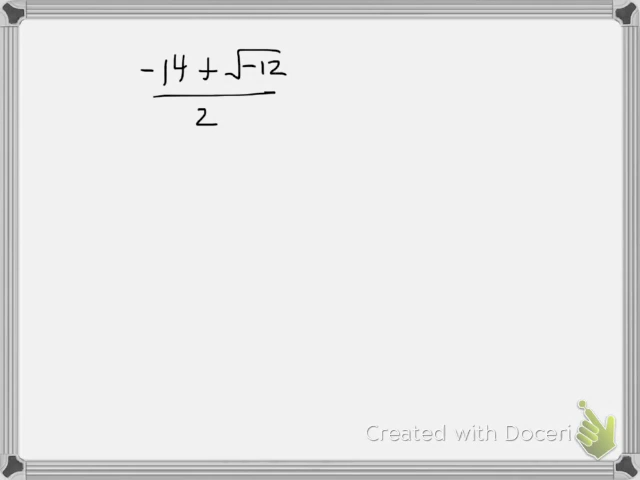 -14 + √-12
2
Created with Doceri